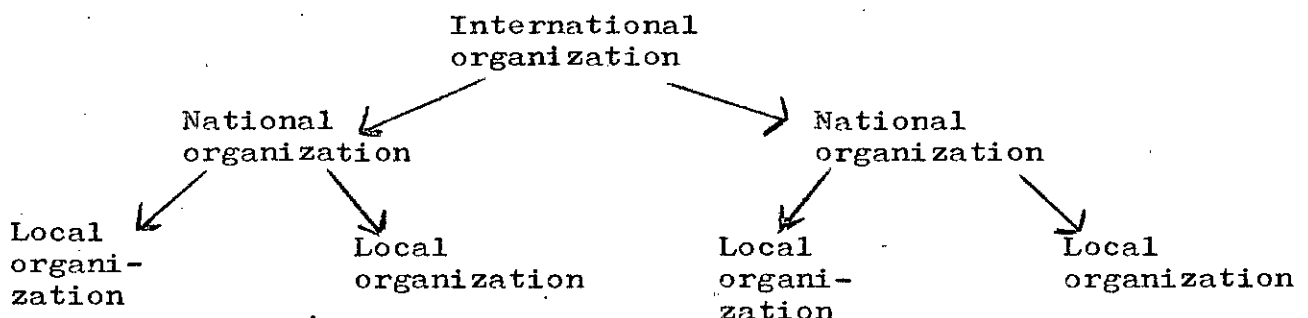 International
organization
National
organization
National
organization
Local
organi-
zation
Local
organization
Local
organi-
zation
Local
organization